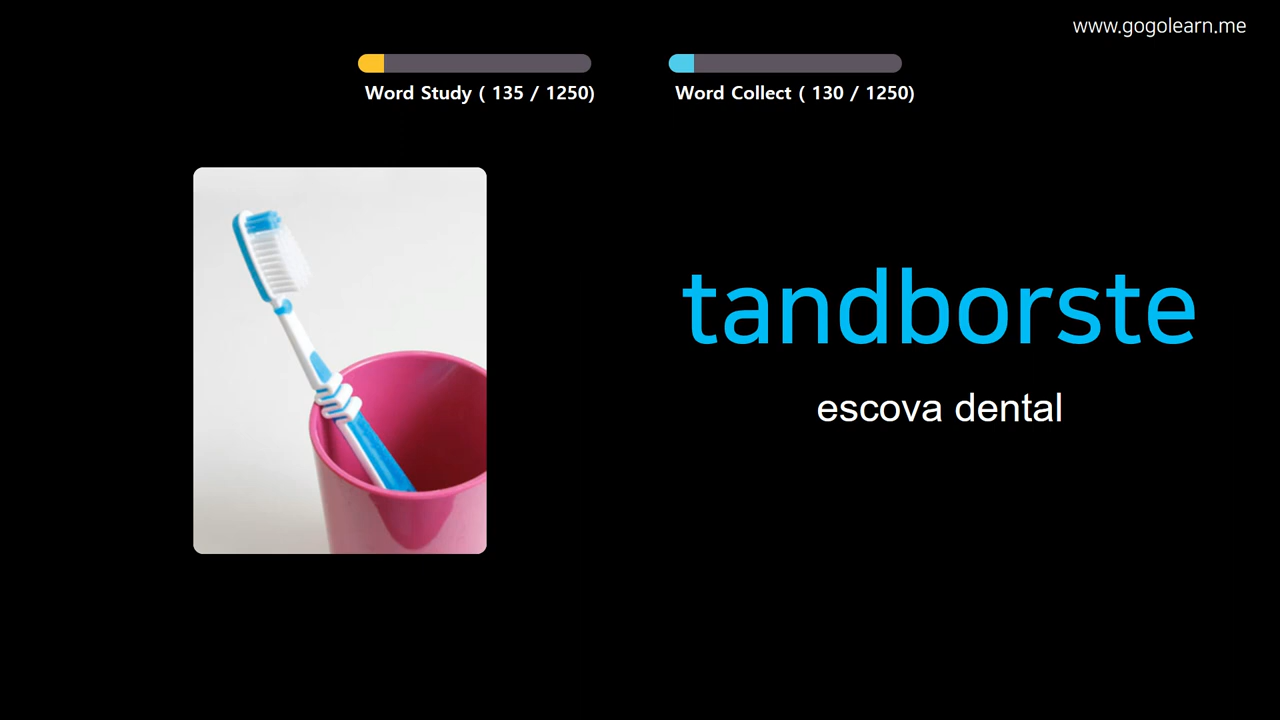 www.gogolearn.me
Word Study ( 135 / 1250)
Word Collect ( 130 / 1250)
tandborste
escova dental